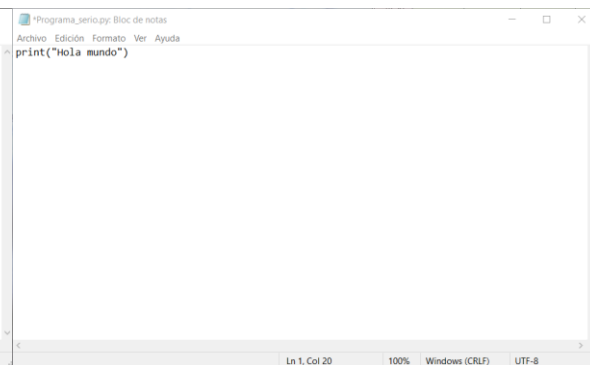 *Programa_serio.py: Bloc de notas
Archivo Edición Formato Ver Ayuda
print("Hola mundo")
Ln 1, Col 20 100% Windows (CRLF) UTF-8